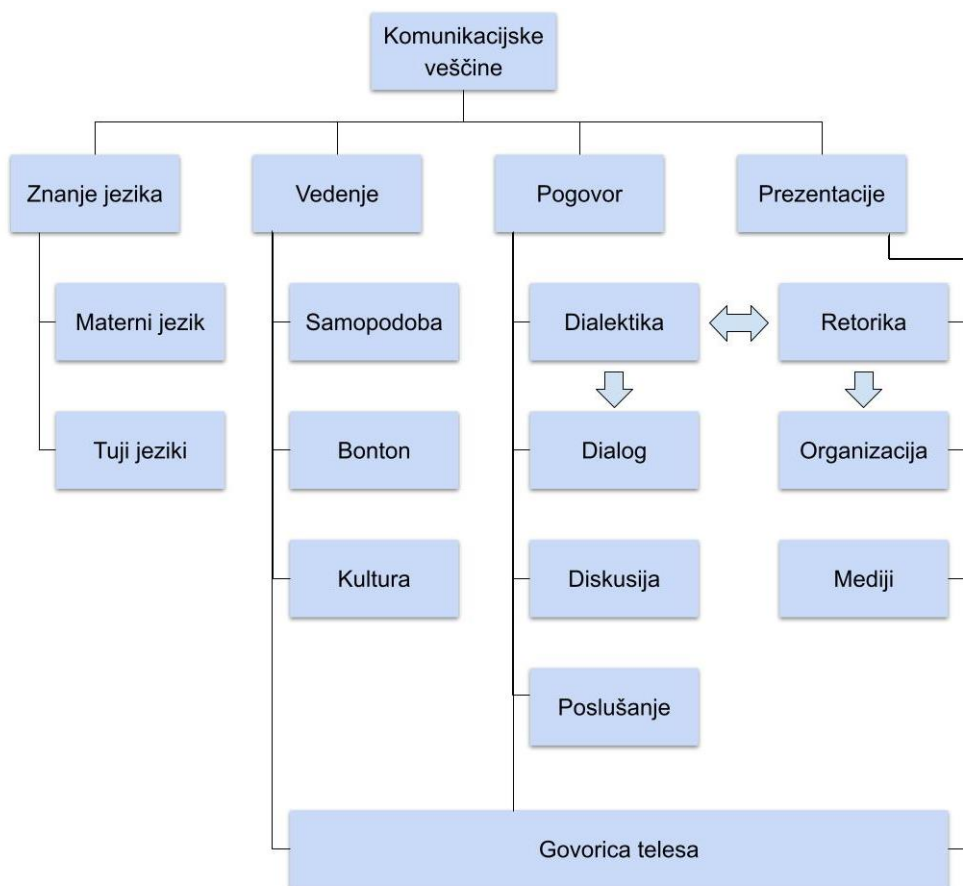 Komunikacijske
veščine
Znanje jezika
Vedenje
Pogovor
Prezentacije
Materni jezik
Samopodoba
Dialektika
Retorika
Tuji jeziki
Bonton
Dialog
Organizacija
Kultura
Diskusija
Mediji
Poslušanje
Govorica telesa